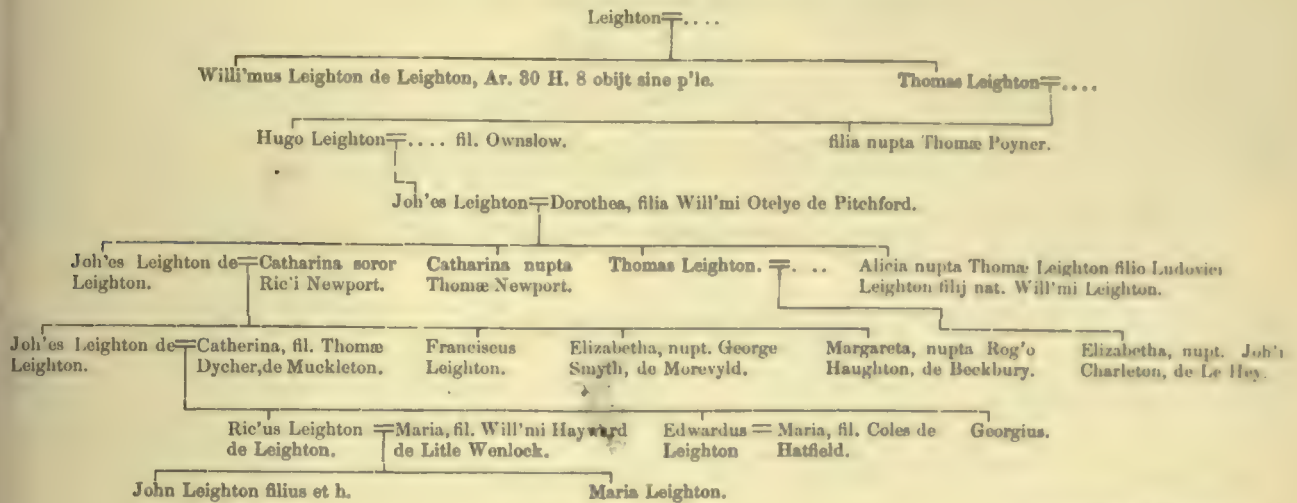 Leighton=....
Willi'mus Leighton de Leighton, Ar. 30 H. 8 obijt sine p'le.
Thomas Leighton=....
Hugo Leighton=.... fil. Ownslow.
filia nupta Thomæ Poyner.
Joh'es Leighton=Dorothea, filia Will'mi Otelye de Pitchford.
Joh'es Leighton de=Catharina soror
Leighton. Ric'i Newport.
Catharina nupta
Thomæ Newport.
Thomas Leighton. =. ..
Alicia nupta Thomæ Leighton filio Ludovici
Leighton filij nat. Will'mi Leighton.
Joh'es Leighton de=Catherina, fil. Thomæ
Leighton. Dycher, de Muckleton.
Franciscus
Leighton.
Elizabetha, nupt. George
Smyth, de Morevyld.
Margareta, nupta Rog'o
Haughton, de Beckbury.
Elizabetha, nupt. Joh'i
Charleton, de Le Hey.
Ric'us Leighton=Maria, fil. Will'mi Hayward
de Leighton. de Litle Wenlock.
Edwardus = Maria, fil. Coles de
Leighton Hatfield.
Georgius.
John Leighton filius et h.
Maria Leighton.